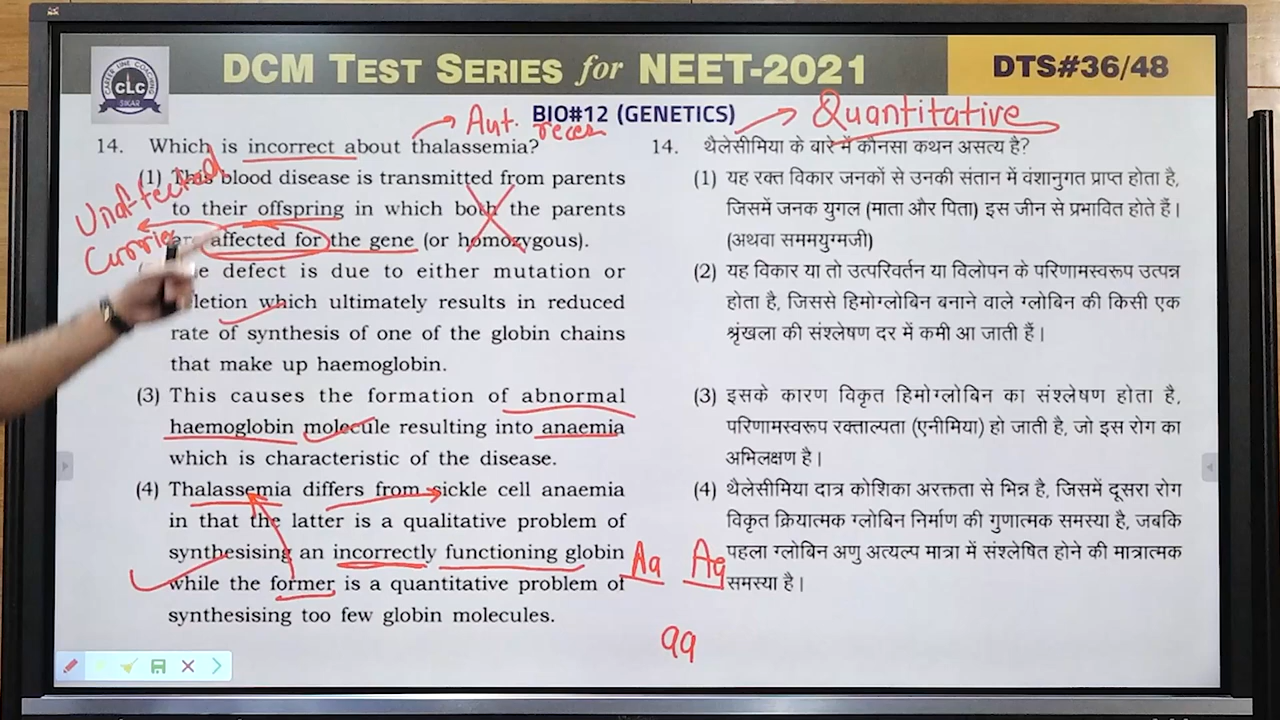 CAREER LINE COACHING
CLC
SIKAR
DCM TEST SERIES for NEET-2021
DTS#36/48
BIO#12 (GENETICS)
Aut. reces
Quantitative
14. Which is incorrect about thalassemia?
(1) This blood disease is transmitted from parents
to their offspring in which both the parents
are affected for the gene (or homozygous).
Unaffected
Carrie
defect is due to either mutation or
which ultimately results in reduced
rate of synthesis of one of the globin chains
that make up haemoglobin.
(3) This causes the formation of abnormal
haemoglobin molecule resulting into anaemia
which is characteristic of the disease.
(4) Thalassemia differs from sickle cell anaemia
in that the latter is a qualitative problem of
synthesising an incorrectly functioning globin
while the former is a quantitative problem of
synthesising too few globin molecules.
Aa Aa
aa
14. थैलेसीमिया के बारे में कौनसा कथन असत्य है?
(1) यह रक्त विकार जनकों से उनकी संतान में वंशानुगत प्राप्त होता है,
जिसमें जनक युगल (माता और पिता) इस जीन से प्रभावित होते हैं।
(अथवा सममयुग्मजी)
(2) यह विकार या तो उत्परिवर्तन या विलोपन के परिणामस्वरूप उत्पन्न
होता है, जिससे हिमोग्लोबिन बनाने वाले ग्लोबिन की किसी एक
श्रृंखला की संश्लेषण दर में कमी आ जाती हैं।
(3) इसके कारण विकृत हिमोग्लोबिन का संश्लेषण होता है,
परिणामस्वरूप रक्ताल्पता (एनीमिया) हो जाती है, जो इस रोग का
अभिलक्षण है।
(4) थैलेसीमिया दात्र कोशिका अरक्तता से भिन्न है, जिसमें दूसरा रोग
विकृत क्रियात्मक ग्लोबिन निर्माण की गुणात्मक समस्या है, जबकि
पहला ग्लोबिन अणु अत्यल्प मात्रा में संश्लेषित होने की मात्रात्मक
समस्या है।